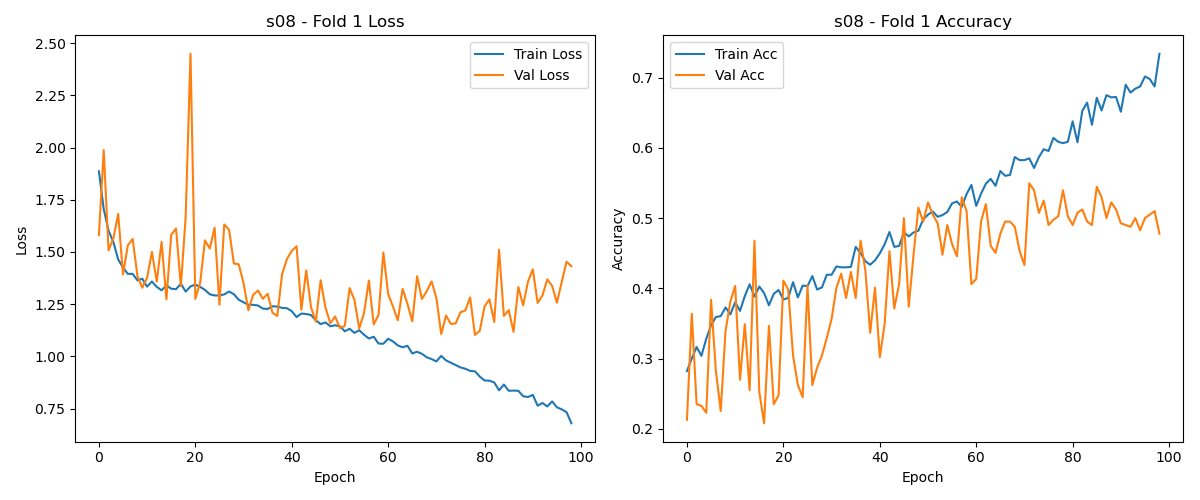 s08 - Fold 1 Loss
Loss
2.50
2.25
2.00
1.75
1.50
1.25
1.00
0.75
0
20
40
60
80
100
Epoch
Train Loss
Val Loss
s08 - Fold 1 Accuracy
Accuracy
0.7
0.6
0.5
0.4
0.3
0.2
0
20
40
60
80
100
Epoch
Train Acc
Val Acc